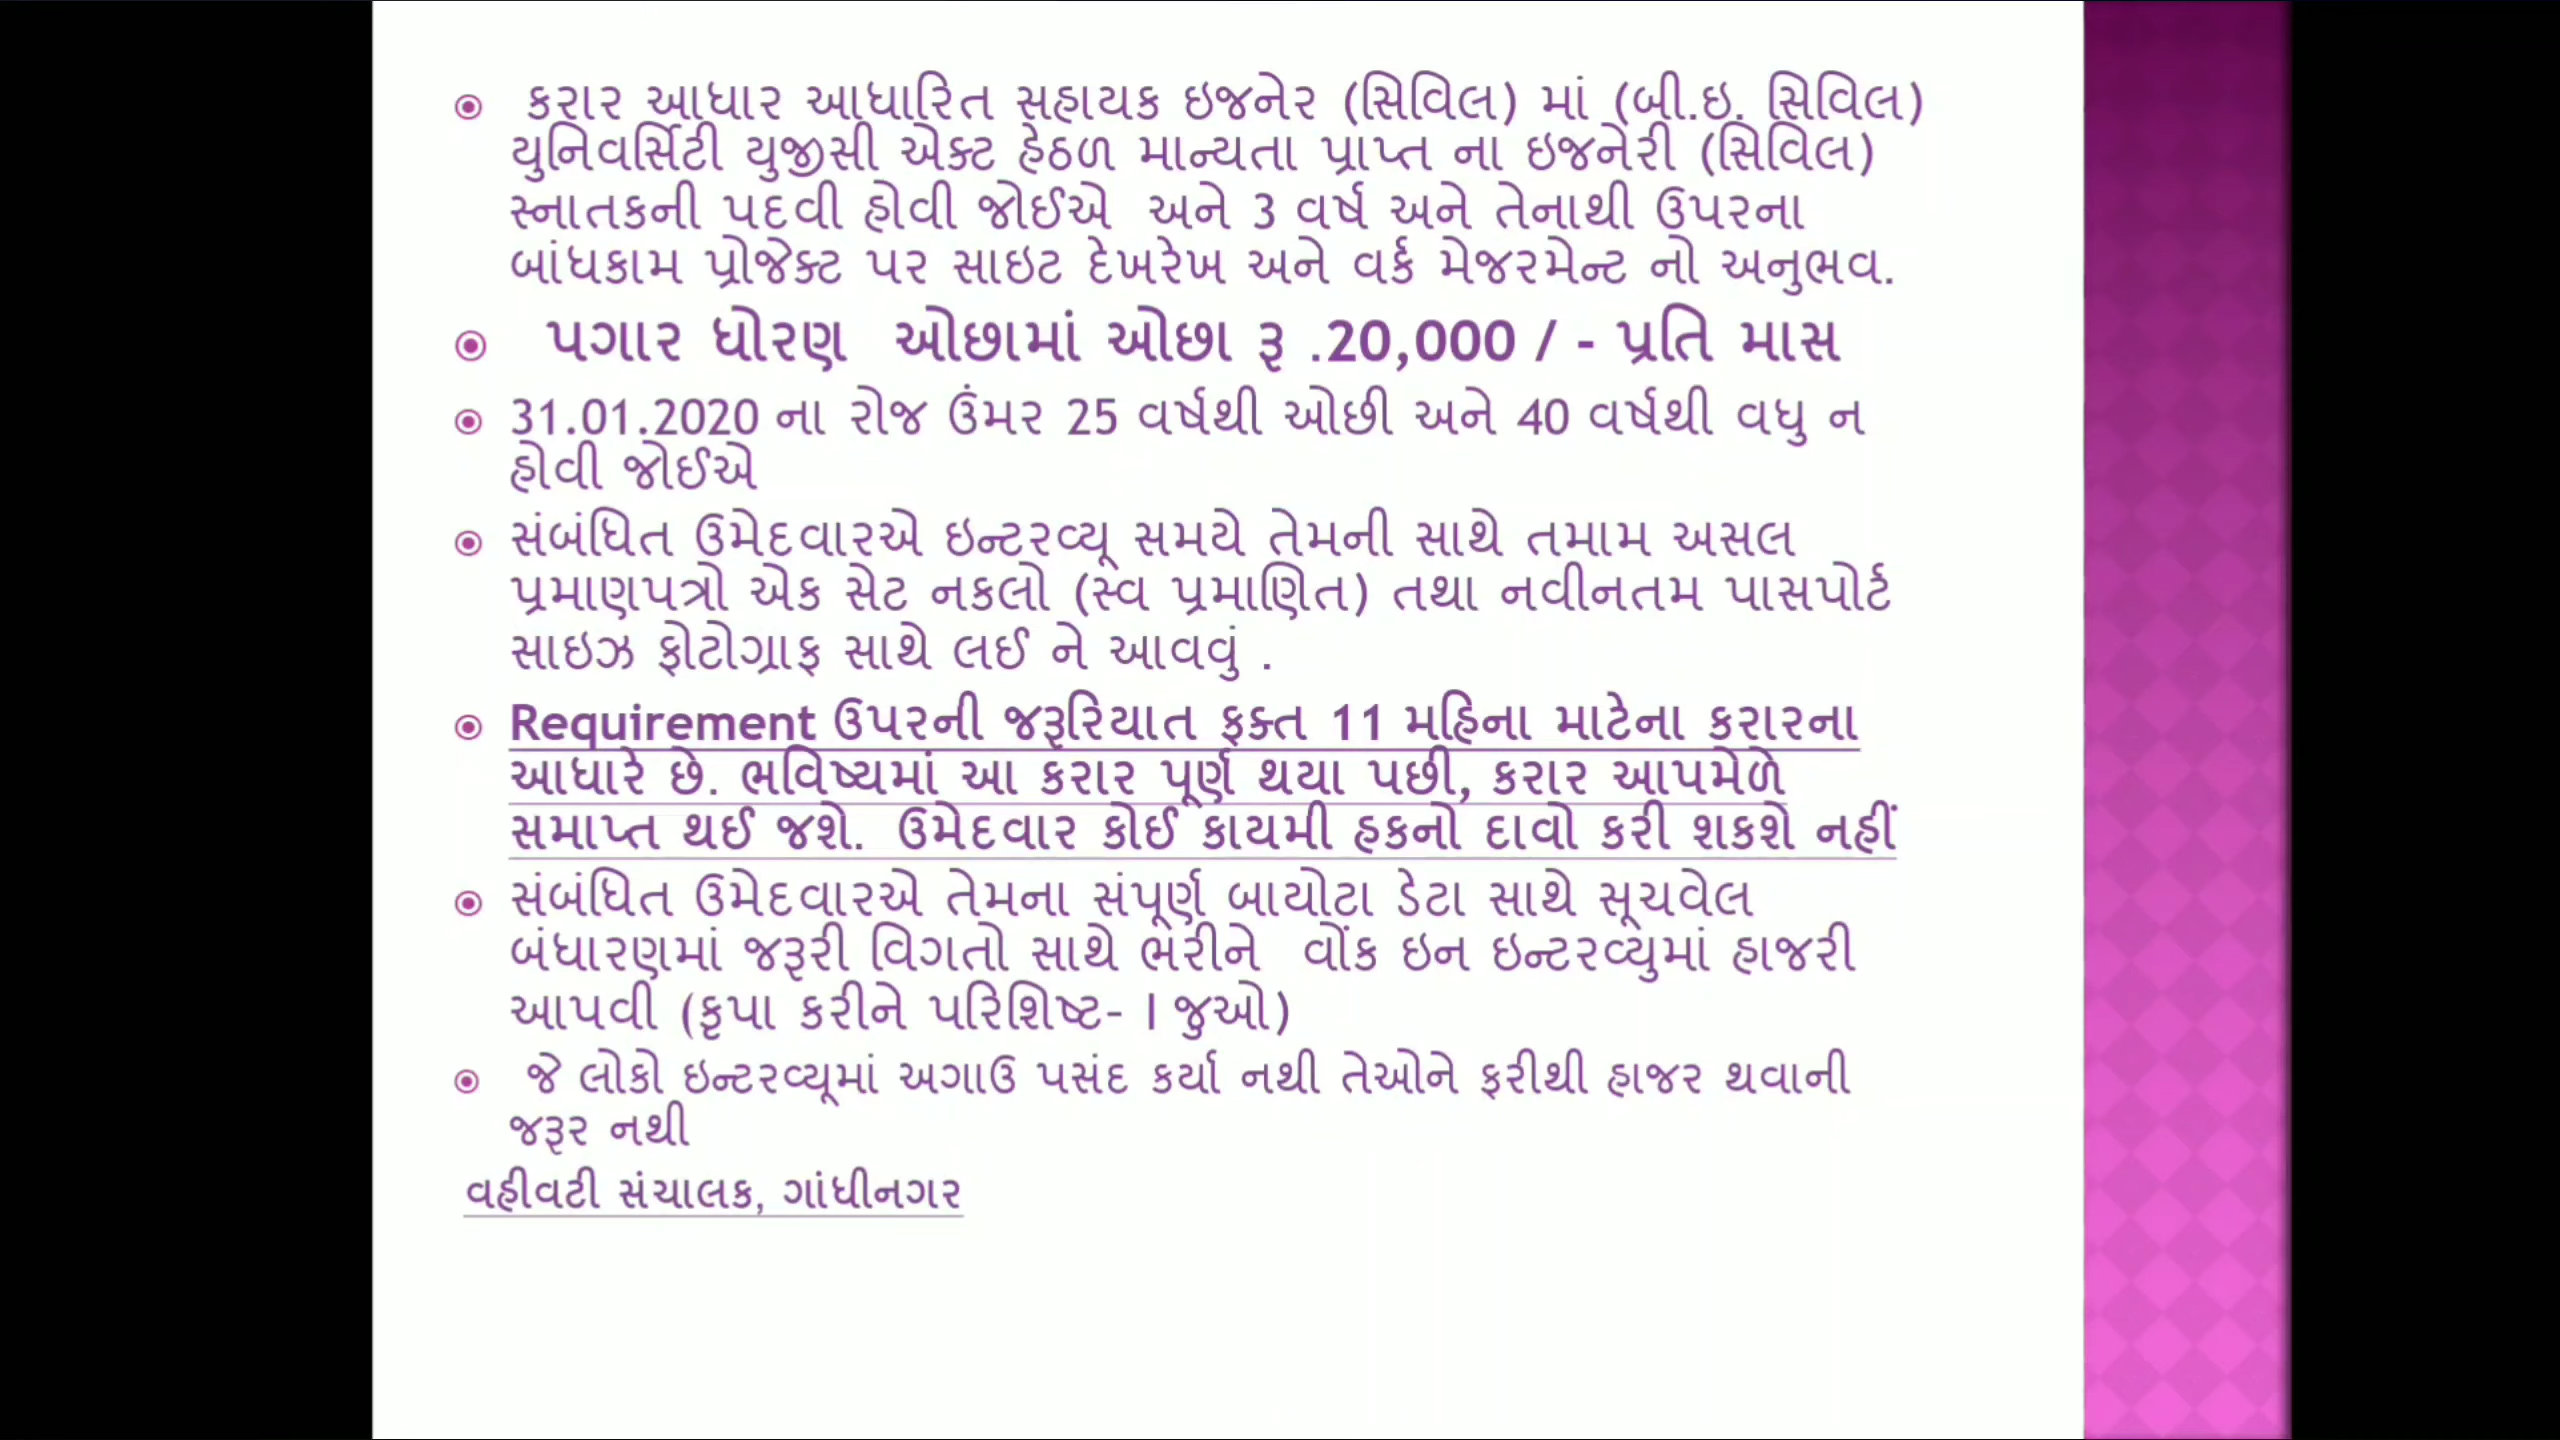 કરાર આધાર આધારિત સહાયક ઇજનેર (સિવિલ) માં (બી.ઇ. સિવિલ)
યુનિવર્સિટી યુજીસી એક્ટ હેઠળ માન્યતા પ્રાપ્ત ના ઇજનેરી (સિવિલ)
સ્નાતકની પદવી હોવી જોઈએ અને 3 વર્ષ અને તેનાથી ઉપરના
બાંધકામ પ્રોજેક્ટ પર સાઇટ દેખરેખ અને વર્ક મેજરમેન્ટ નો અનુભવ.
પગાર ધોરણ ઓછામાં ઓછા રૂ .20,000 / - પ્રતિ માસ
31.01.2020 ના રોજ ઉંમર 25 વર્ષથી ઓછી અને 40 વર્ષથી વધુ ન
હોવી જોઈએ
સંબંધિત ઉમેદવારએ ઇન્ટરવ્યૂ સમયે તેમની સાથે તમામ અસલ
પ્રમાણપત્રો એક સેટ નકલો (સ્વ પ્રમાણિત) તથા નવીનતમ પાસપોર્ટ
સાઇઝ ફોટોગ્રાફ સાથે લઈ ને આવવું .
Requirement ઉપરની જરૂરિયાત ફક્ત 11 મહિના માટેના કરારના
આધારે છે. ભવિષ્યમાં આ કરાર પૂર્ણ થયા પછી, કરાર આપમેળે
સમાપ્ત થઈ જશે. ઉમેદવાર કોઈ કાયમી હકનો દાવો કરી શકશે નહીં
સંબંધિત ઉમેદવારએ તેમના સંપૂર્ણ બાયોટા ડેટા સાથે સૂચવેલ
બંધારણમાં જરૂરી વિગતો સાથે ભરીને વોંક ઇન ઇન્ટરવ્યુમાં હાજરી
આપવી (કૃપા કરીને પરિશિષ્ટ- I જુઓ)
જે લોકો ઇન્ટરવ્યૂમાં અગાઉ પસંદ કર્યા નથી તેઓને ફરીથી હાજર થવાની
જરૂર નથી
વહીવટી સંચાલક, ગાંધીનગર